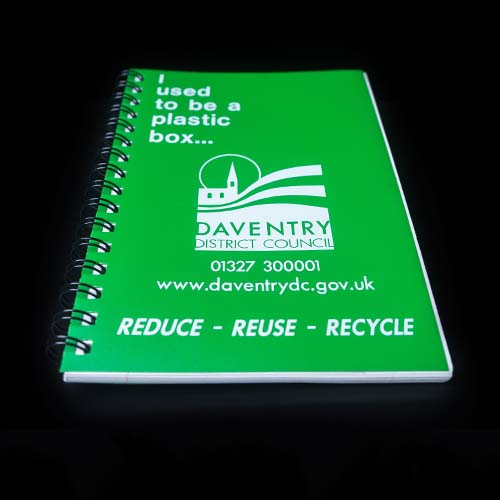 I
used
to be a
plastic
box...
DAVENTRY
DISTRICT COUNCIL
01327 300001
www.daventrydc.gov.uk
REDUCE - REUSE - RECYCLE